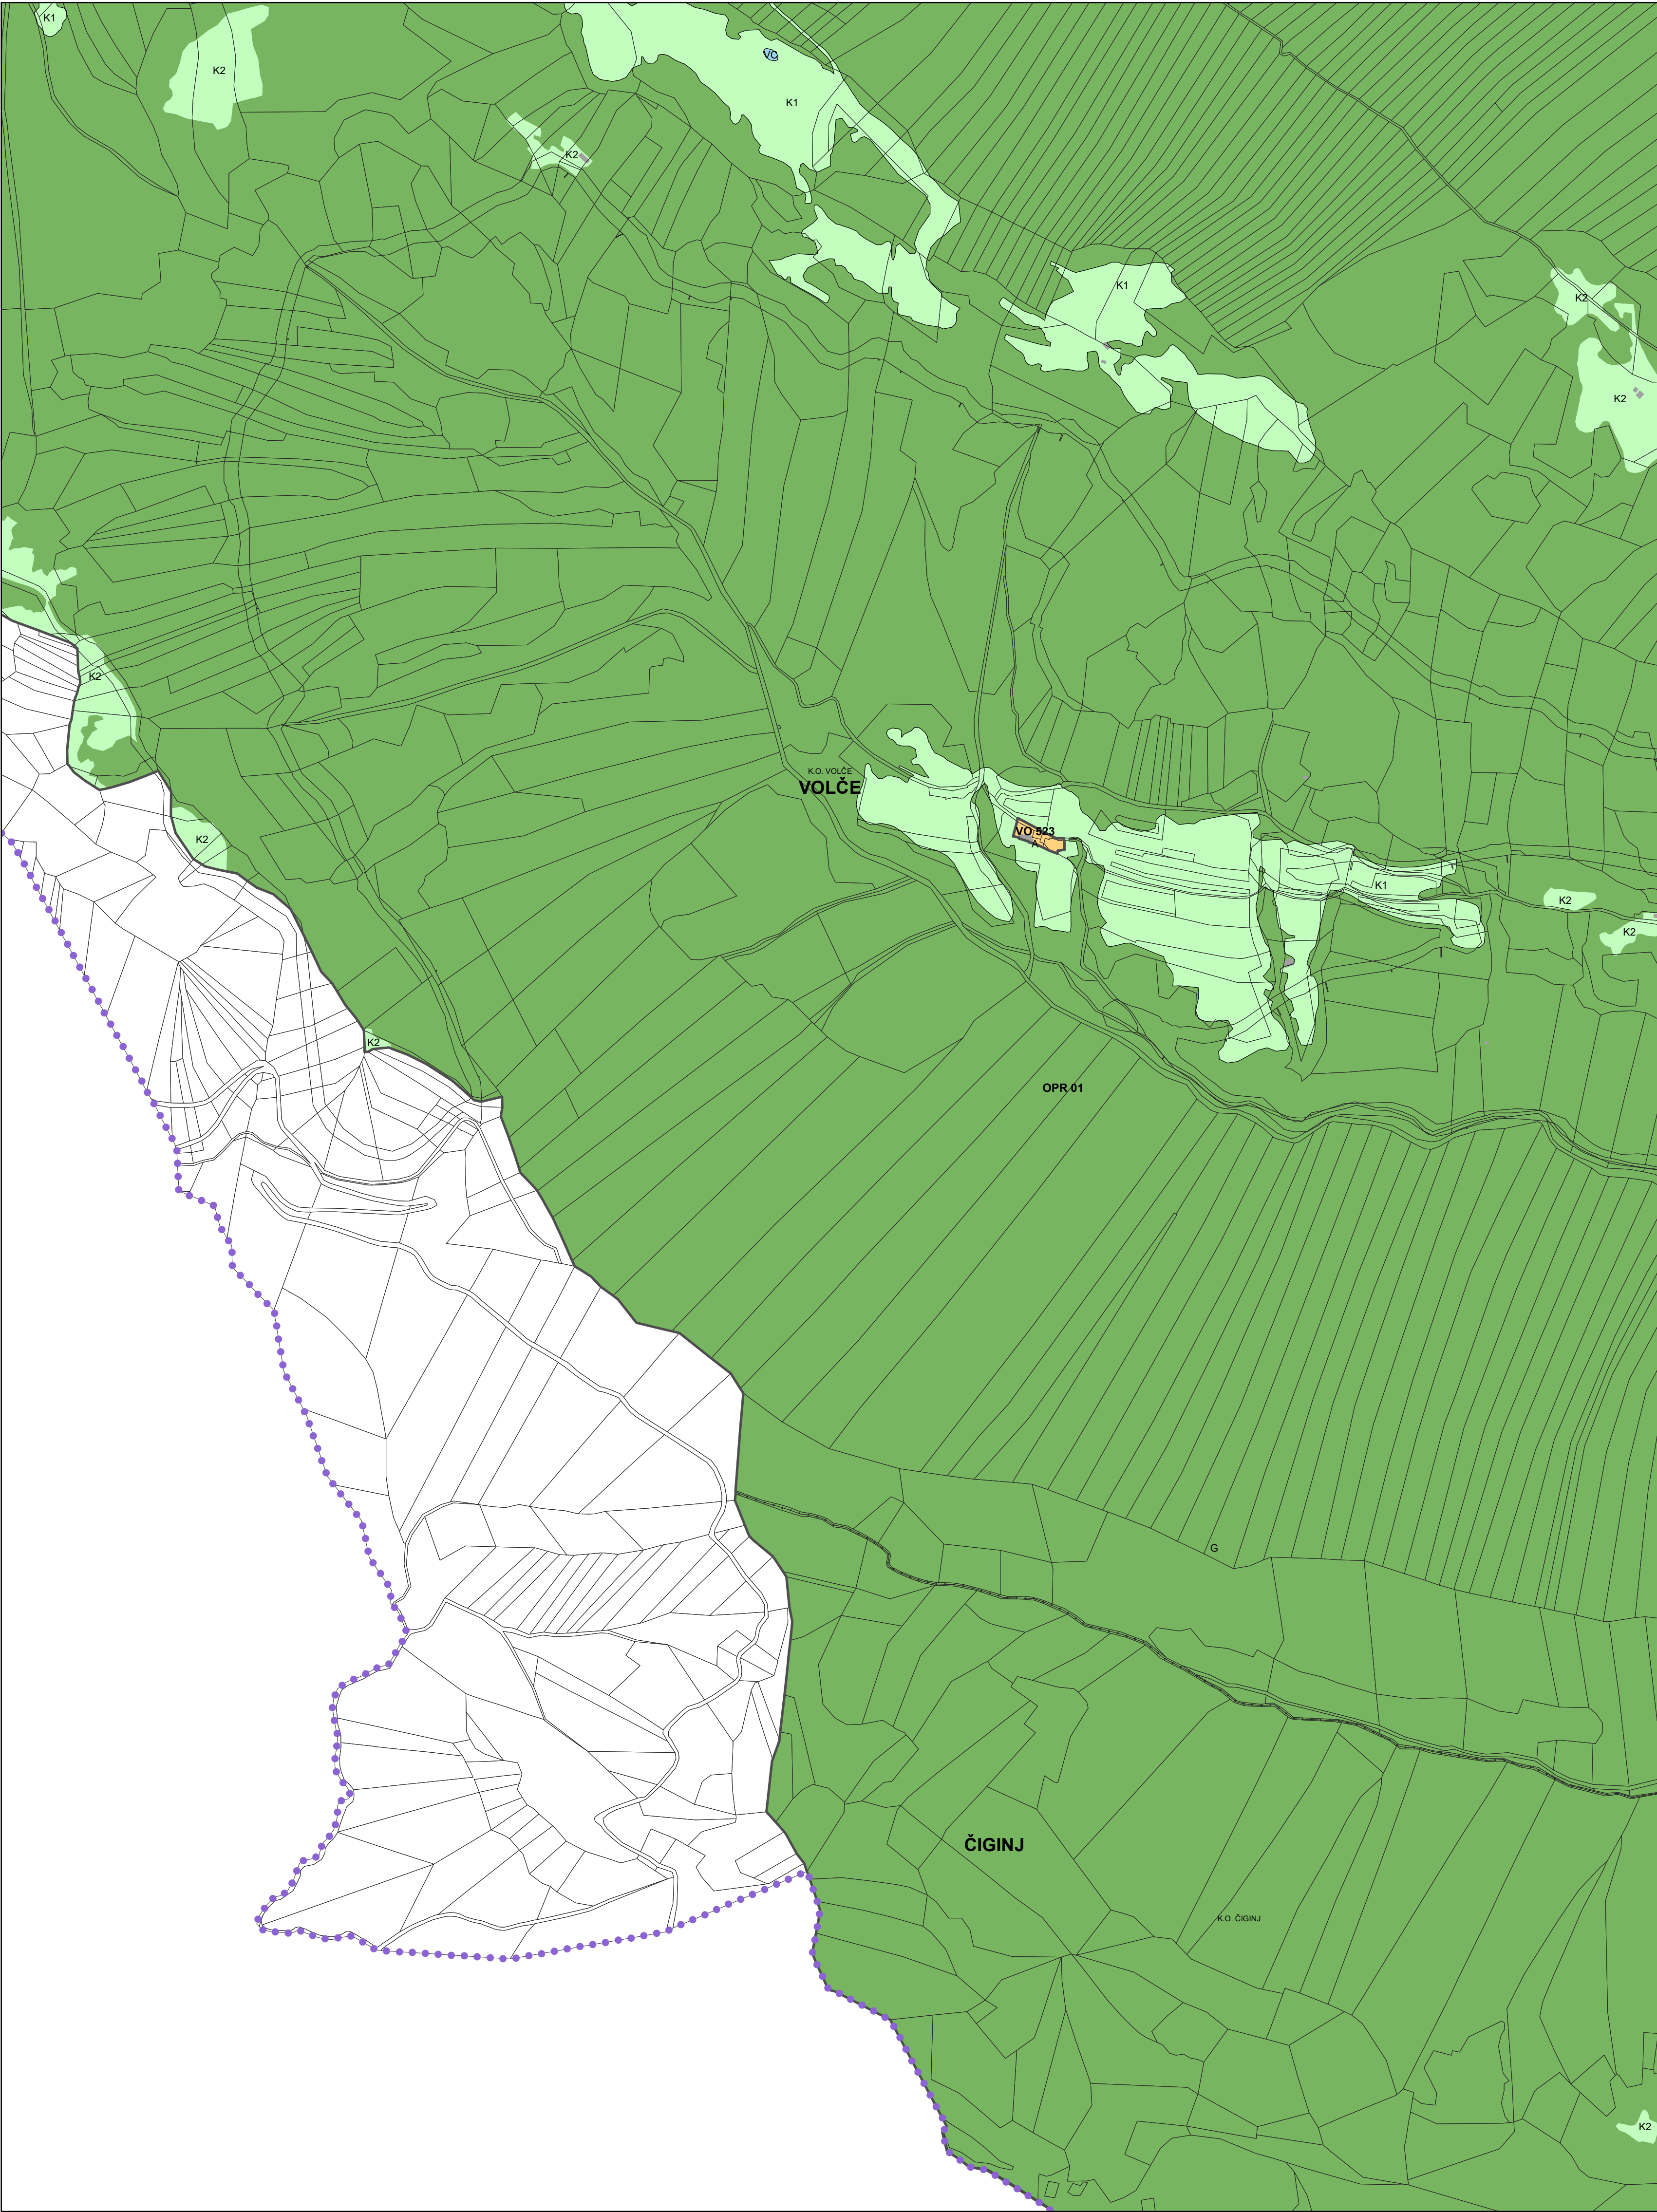 K1
VC
K2
K1
K2
K1
K2
K2
K2
K.O. VOLČE
VOLČE
VO 523
A
K2
K1
K2
K2
K2
OPR 01
G
ČIGINJ
K.O. ČIGINJ
K2